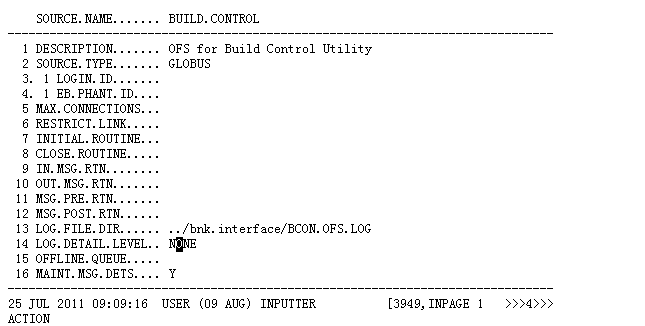 SOURCE.NAME....... BUILD.CONTROL
1 DESCRIPTION....... OFS for Build Control Utility
2 SOURCE.TYPE....... GLOBUS
3. 1 LOGIN.ID.......
4. 1 EB.PHANT.ID....
5 MAX.CONNECTIONS...
6 RESTRICT.LINK.....
7 INITIAL.ROUTINE...
8 CLOSE.ROUTINE.....
9 IN.MSG.RTN........
10 OUT.MSG.RTN.......
11 MSG.PRE.RTN.......
12 MSG.POST.RTN......
13 LOG.FILE.DIR...... ../bnk.interface/BCON.OFS.LOG
14 LOG.DETAIL.LEVEL.. NONE
15 OFFLINE.QUEUE.....
16 MAINT.MSG.DETS.... Y
25 JUL 2011 09:09:16 USER (09 AUG) INPUTTER [3949,INPAGE 1 >>>4>>>
ACTION